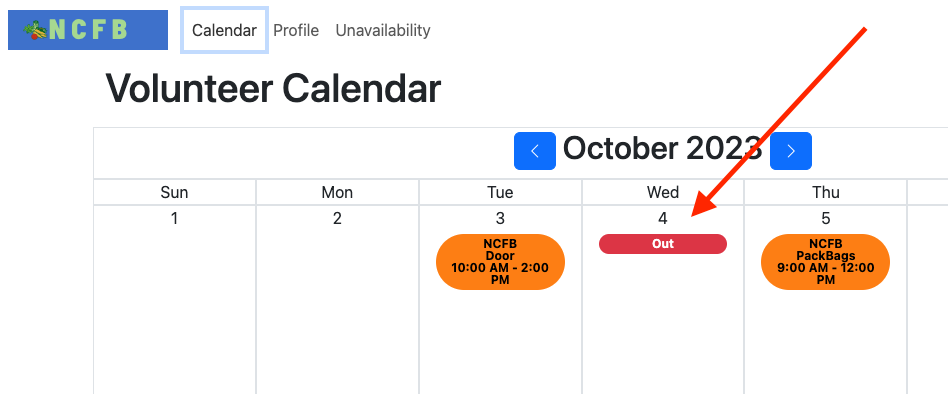 NCFB Calendar Profile Unavailability
Volunteer Calendar
October 2023
Sun Mon Tue Wed Thu
1 2 3 4 5
NCFB
Door
10:00 AM - 2:00
PM
Out
NCFB
PackBags
9:00 AM - 12:00
PM